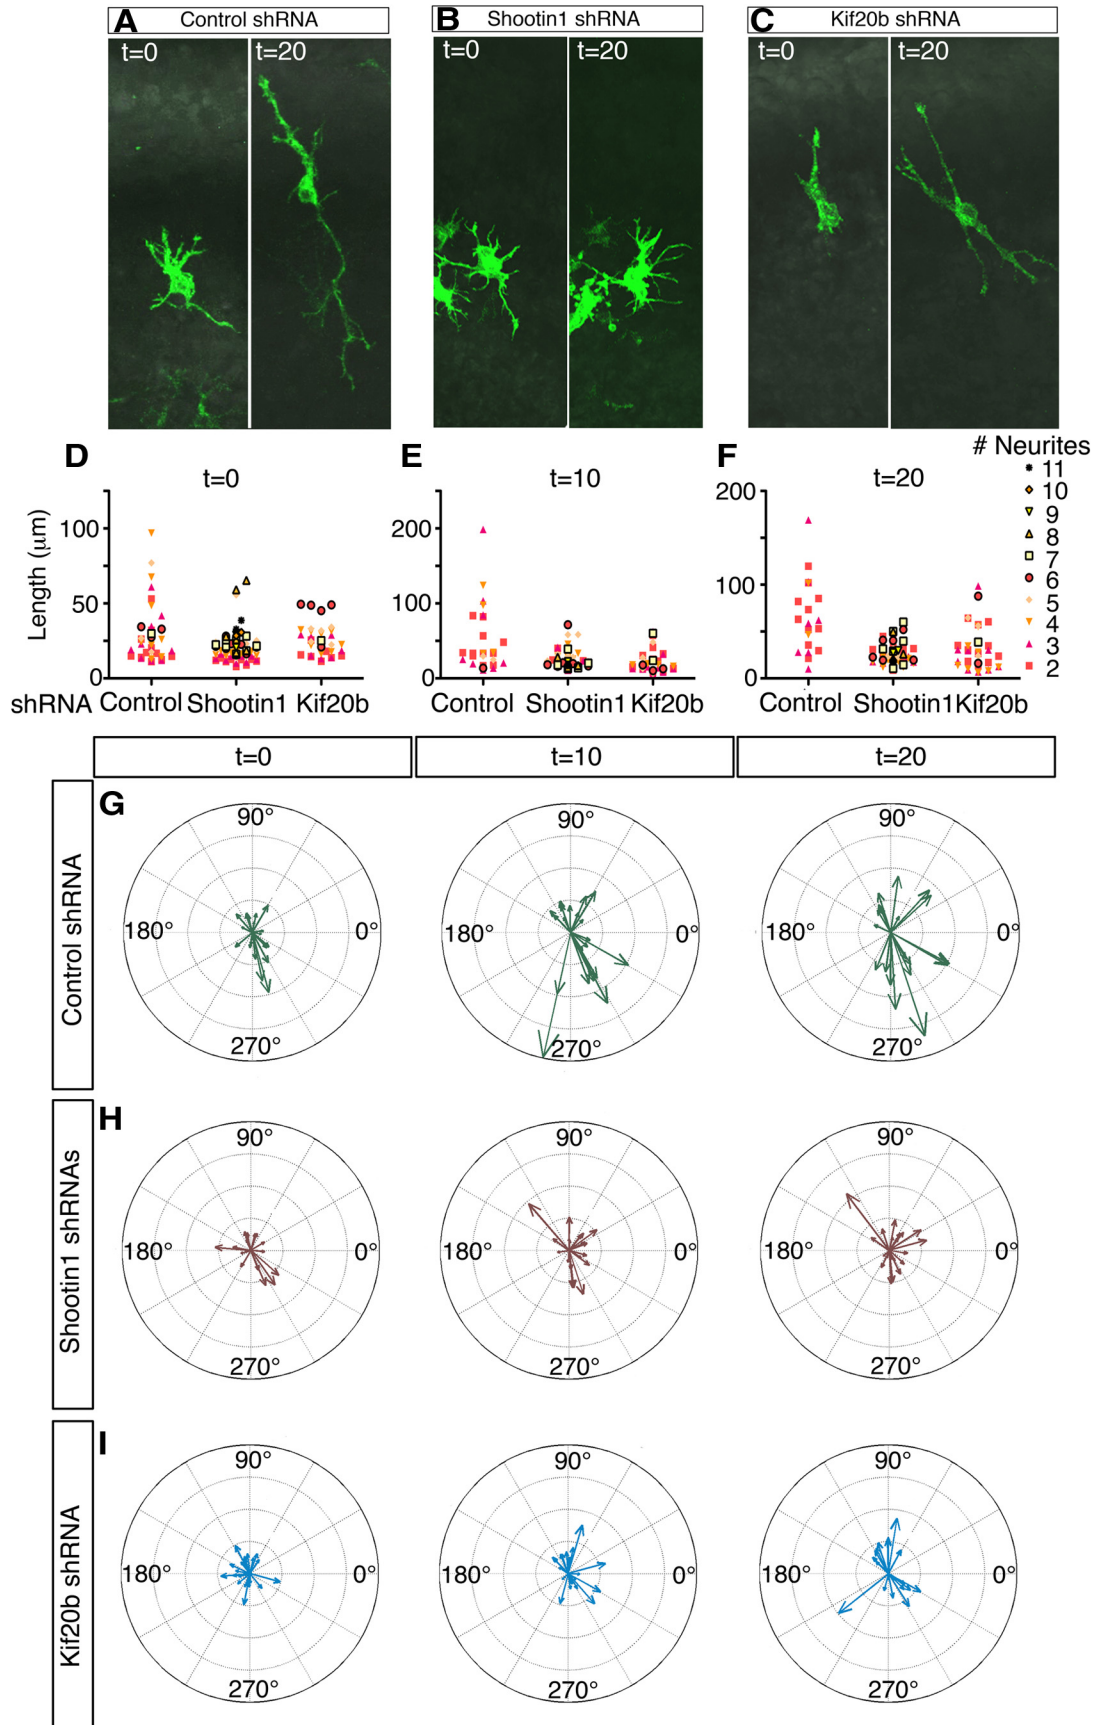 A Control shRNA
B Shootin1 shRNA
C Kif20b shRNA
t=0 t=20
t=0 t=20
t=0 t=20
D t=0
Length (μm)
100
50
0
shRNA Control Shootin1 Kif20b
E t=10
200
100
0
Control Shootin1 Kif20b
F t=20
200
100
0
Control Shootin1 Kif20b
# Neurites
11
10
9
8
7
6
5
4
3
2
t=0 t=10 t=20
G
Control shRNA
90° 180° 0° 270°
90° 180° 0° 270°
90° 180° 0° 270°
H
Shootin1 shRNAs
90° 180° 0° 270°
90° 180° 0° 270°
90° 180° 0° 270°
I
Kif20b shRNA
90° 180° 0° 270°
90° 180° 0° 270°
90° 180° 0° 270°